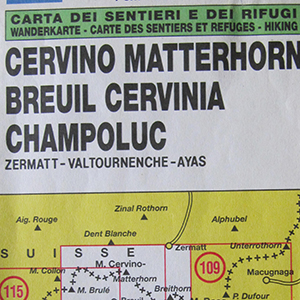 CARTA DEI SENTIERI E DEI RIFUGI
WANDERKARTE - CARTE DES SENTIERS ET REFUGES - HIKING
CERVINO MATTERHORN
BREUIL CERVINIA
CHAMPOLUC
ZERMATT - VALTOURNENCHE - AYAS
Zinal Rothorn
Aig. Rouge
Alphubel
Dent Blanche
SUISSE
Zermatt
Unterrothorn
M. Collon
M. Cervino-
Matterhorn
109
Macugnaga
115
M. Brulé
Breithorn
P. Dufour